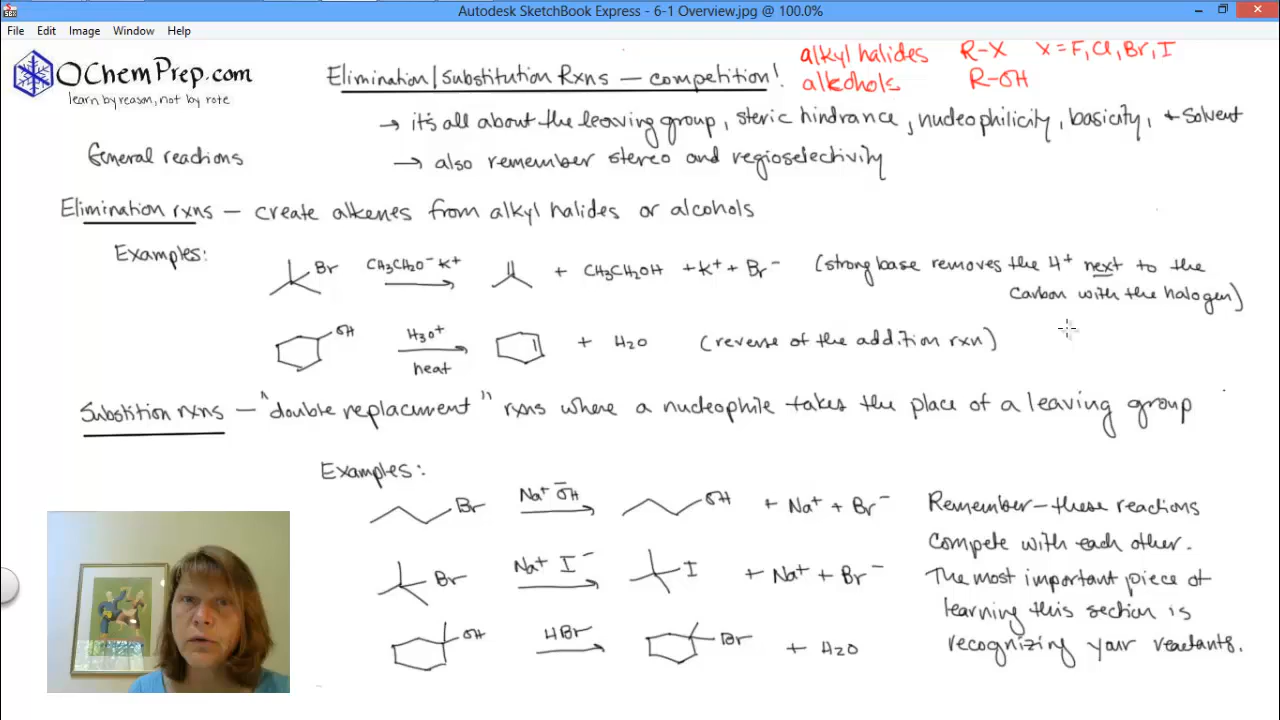 Autodesk SketchBook Express - 6-1 Overview.jpg @ 100.0%
File Edit Image Window Help
OChemPrep.com
learn by reason, not by rote
Elimination/Substitution Rxns – competition!
alkyl halides R-X X = F, Cl, Br, I
alcohols R-OH
→ it's all about the leaving group, steric hindrance, nucleophilicity, basicity, + solvent
General reactions
→ also remember stereo and regioselectivity
Elimination rxns – create alkenes from alkyl halides or alcohols
Examples:
Br CH3CH2O⁻K⁺ + CH3CH2OH + K⁺ + Br⁻ (strong base removes the H⁺ next to the
carbon with the halogen)
OH H3O⁺ + H2O (reverse of the addition rxn)
heat
Substition rxns – "double replacement" rxns where a nucleophile takes the place of a leaving group
Examples:
Br Na⁺ ⁻OH OH + Na⁺ + Br⁻
Br Na⁺ I⁻ I + Na⁺ + Br⁻
OH HBr Br + H2O
Remember – these reactions
compete with each other.
The most important piece of
learning this section is
recognizing your reactants.